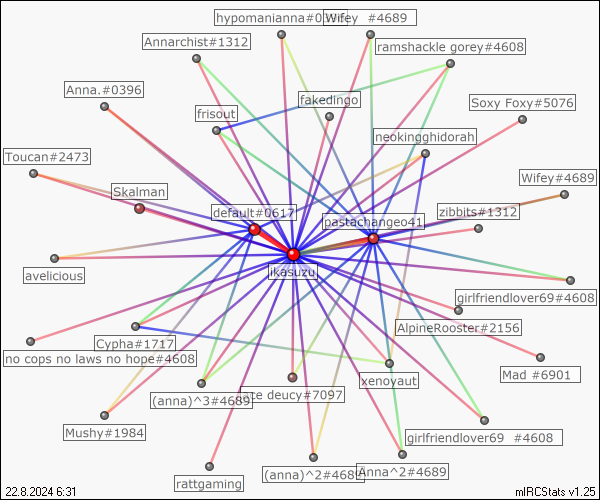 hypomanianna#0
Wifey  #4689
Annarchist#1312
ramshackle gorey#4608
Anna.#0396
fakedingo
Soxy Foxy#5076
frisout
neokinghidorah
Toucan#2473
Wifey#4689
Skalman
default#0617
pastachangeo41
zibbits#1312
ikasuzu
avelicious
girlfriendlover69#4608
AlpineRooster#2156
Cypha#1717
no cops no laws no hope#4608
Mad #6901
xenoyaut
deucy#7097
(anna)^3#4689
Mushy#1984
girlfriendlover69  #4608
(anna)^2#4689
Anna^2#4689
rattgaming
22.8.2024 6:31
mIRCStats v1.25